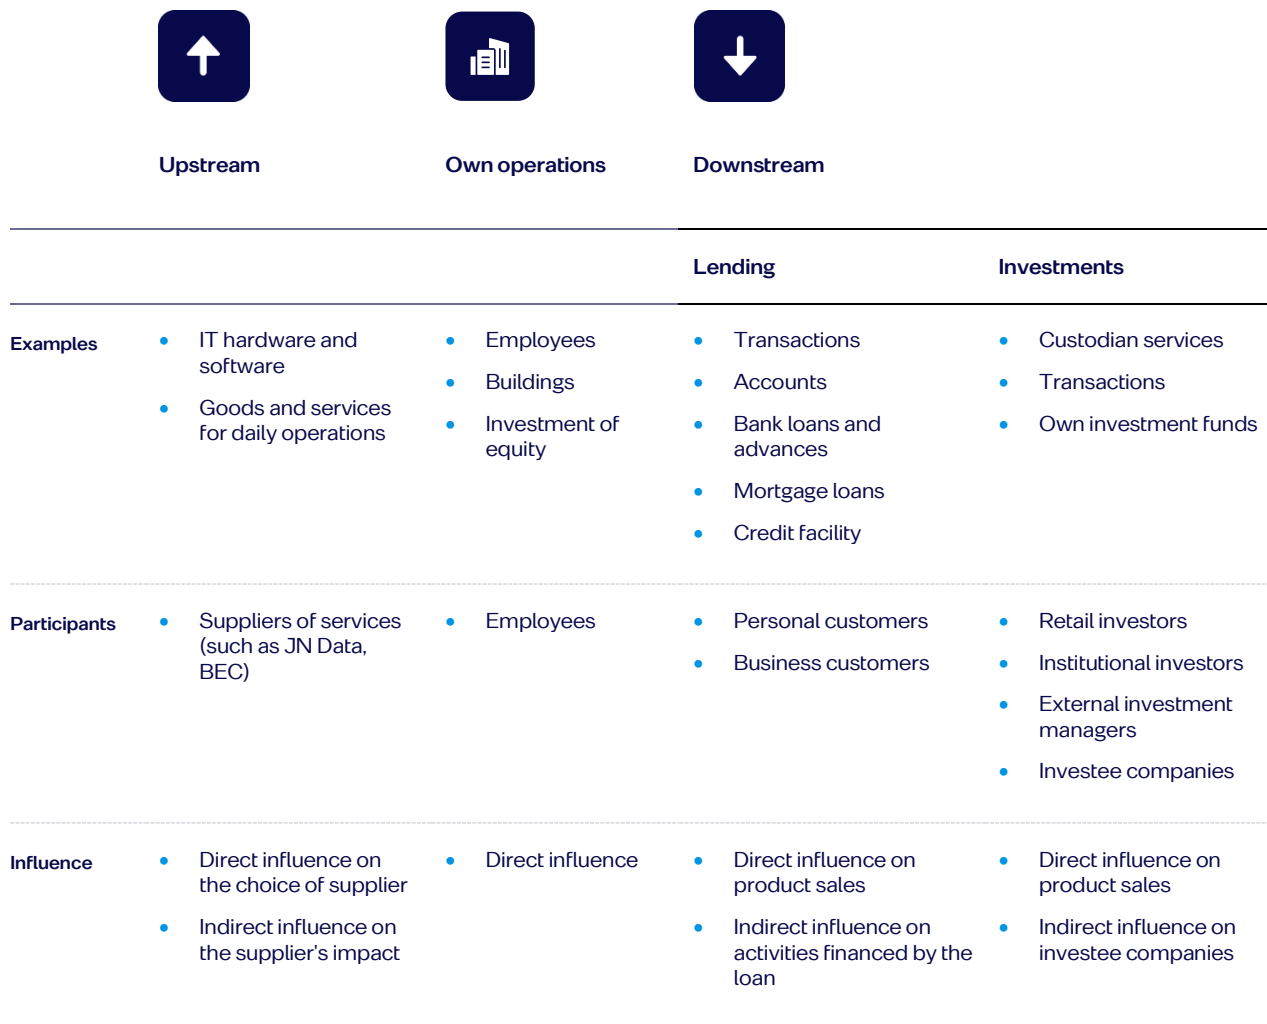 Upstream
Own operations
Downstream
Lending
Investments
Examples
IT hardware and
software
Goods and services
for daily operations
Employees
Buildings
Investment of
equity
Transactions
Accounts
Bank loans and
advances
Mortgage loans
Credit facility
Custodian services
Transactions
Own investment funds
Participants
Suppliers of services
(such as JN Data,
BEC)
Employees
Personal customers
Business customers
Retail investors
Institutional investors
External investment
managers
Investee companies
Influence
Direct influence on
the choice of supplier
Indirect influence on
the supplier's impact
Direct influence
Direct influence on
product sales
Indirect influence on
activities financed by the
loan
Direct influence on
product sales
Indirect influence on
investee companies